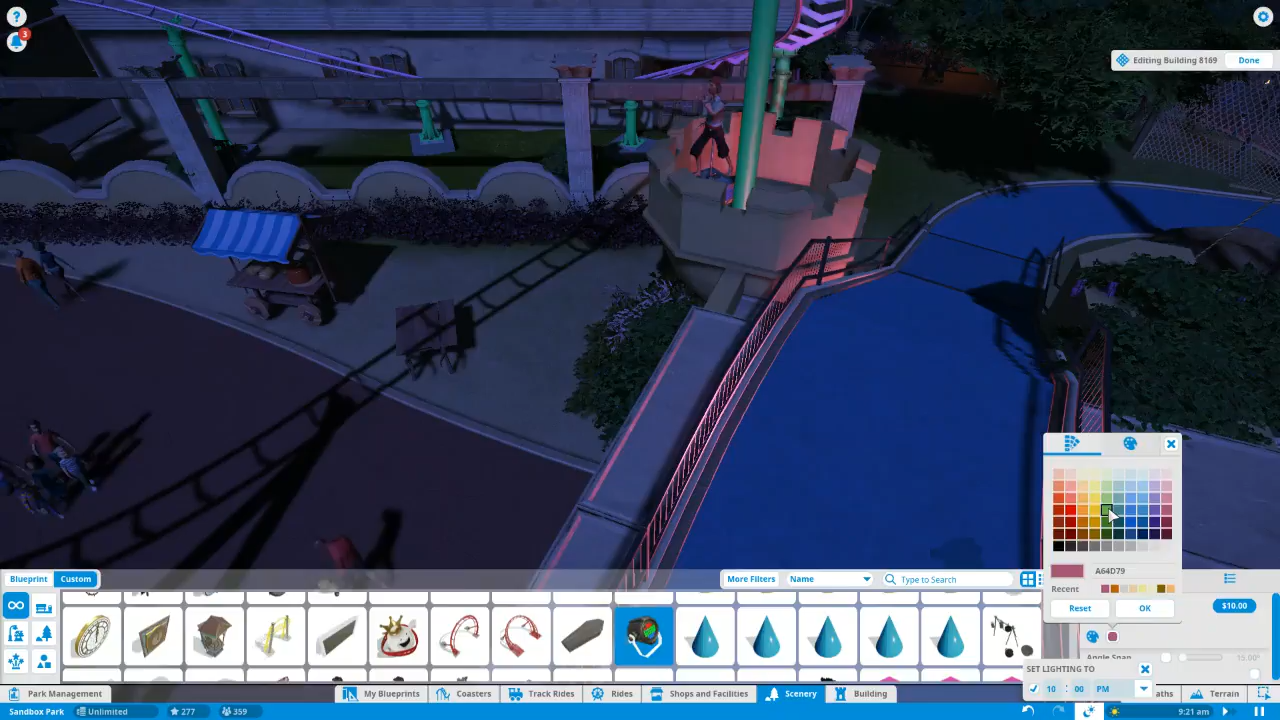 ?
3
Editing Building 8169 Done
A64D79
Recent
Reset OK
Blueprint Custom
More Filters Name Type to Search
$10.00
Angle Snap 15.00°
SET LIGHTING TO
10 : 00 PM
Park Management My Blueprints Coasters Track Rides Rides Shops and Facilities Scenery Building aths Terrain
Sandbox Park Unlimited 277 359 9:21 am